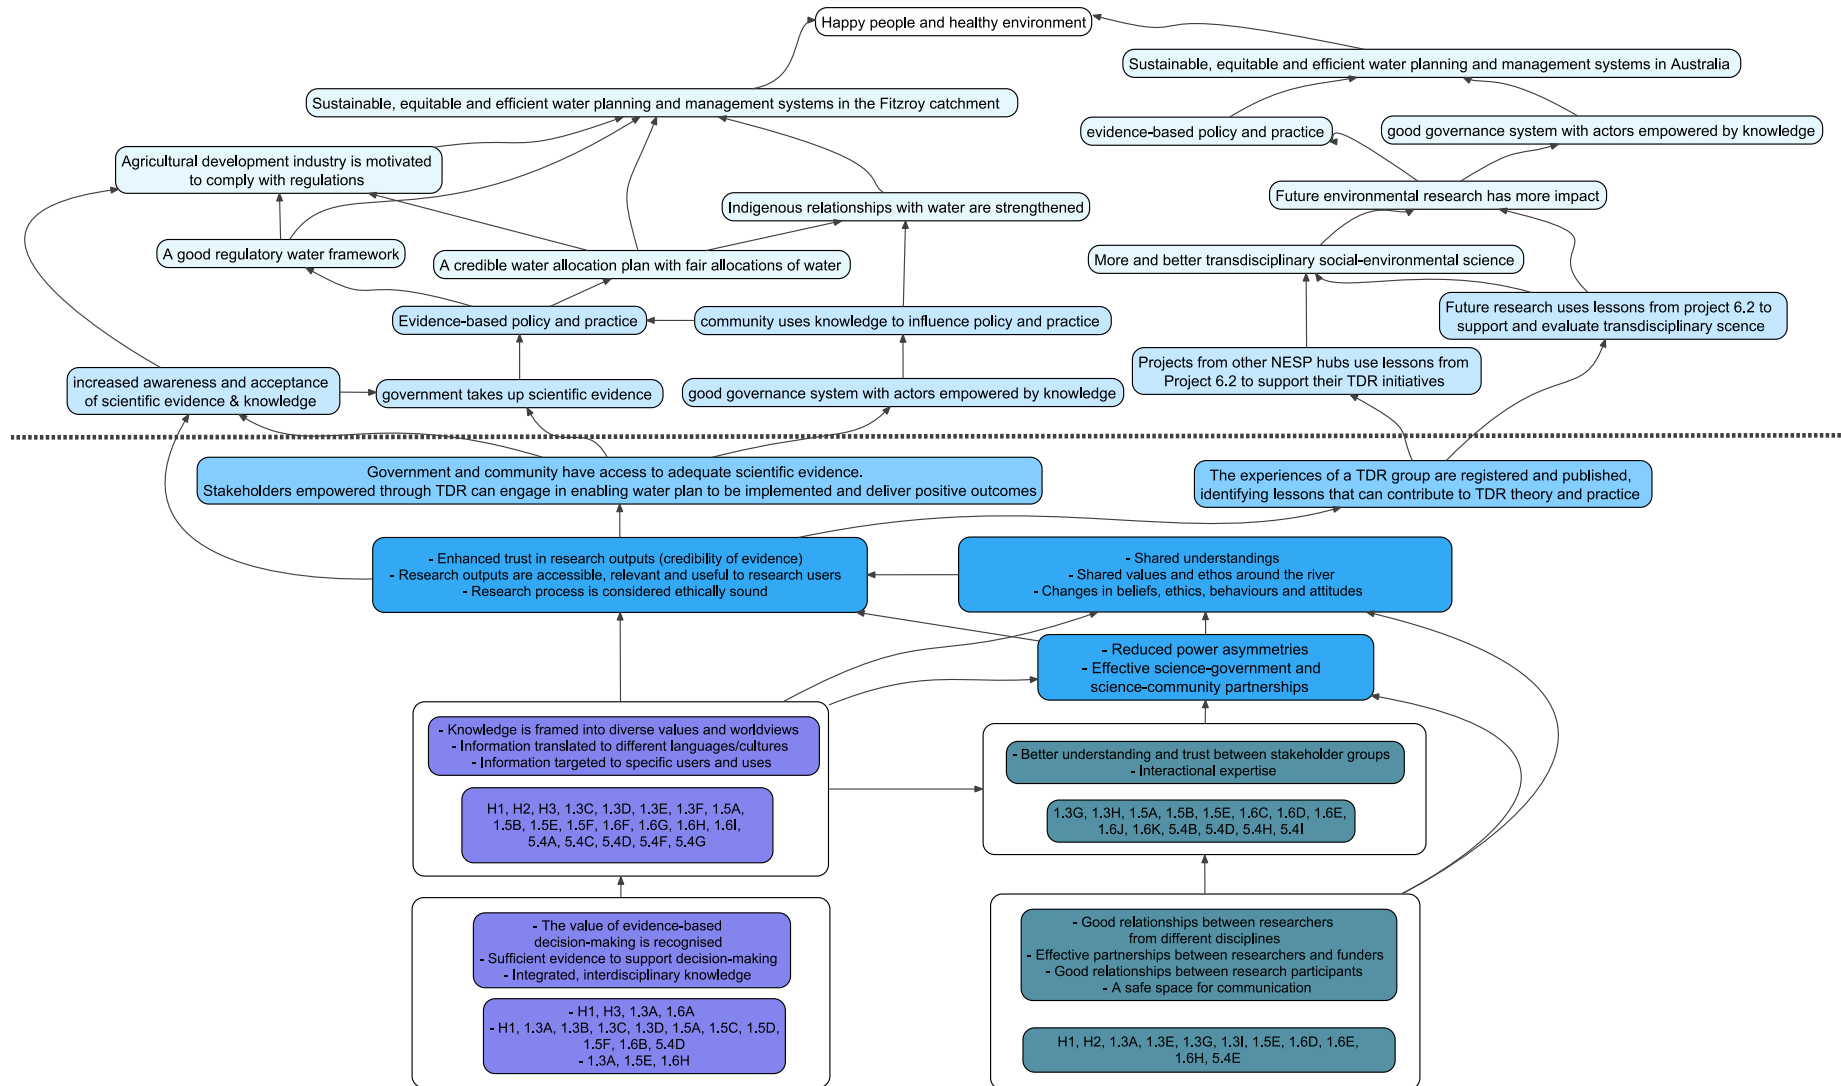 Happy people and healthy environment
Sustainable, equitable and efficient water planning and management systems in Australia
Sustainable, equitable and efficient water planning and management systems in the Fitzroy catchment
evidence-based policy and practice
good governance system with actors empowered by knowledge
Agricultural development industry is motivated
to comply with regulations
Future environmental research has more impact
Indigenous relationships with water are strengthened
A good regulatory water framework
A credible water allocation plan with fair allocations of water
More and better transdisciplinary social-environmental science
Evidence-based policy and practice
community uses knowledge to influence policy and practice
Future research uses lessons from project 6.2 to
support and evaluate transdisciplinary scence
Projects from other NESP hubs use lessons from
Project 6.2 to support their TDR initiatives
increased awareness and acceptance
of scientific evidence & knowledge
government takes up scientific evidence
good governance system with actors empowered by knowledge
Government and community have access to adequate scientific evidence.
Stakeholders empowered through TDR can engage in enabling water plan to be implemented and deliver positive outcomes
The experiences of a TDR group are registered and published,
identifying lessons that can contribute to TDR theory and practice
- Enhanced trust in research outputs (credibility of evidence)
- Research outputs are accessible, relevant and useful to research users
- Research process is considered ethically sound
- Shared understandings
- Shared values and ethos around the river
- Changes in beliefs, ethics, behaviours and attitudes
- Reduced power asymmetries
- Effective science-government and
science-community partnerships
- Knowledge is framed into diverse values and worldviews
- Information translated to different languages/cultures
- Information targeted to specific users and uses
H1, H2, H3, 1.3C, 1.3D, 1.3E, 1.3F, 1.5A,
1.5B, 1.5E, 1.5F, 1.6F, 1.6G, 1.6H, 1.6I,
5.4A, 5.4C, 5.4D, 5.4F, 5.4G
- Better understanding and trust between stakeholder groups
- Interactional expertise
1.3G, 1.3H, 1.5A, 1.5B, 1.5E, 1.6C, 1.6D, 1.6E,
1.6J, 1.6K, 5.4B, 5.4D, 5.4H, 5.4I
- The value of evidence-based
decision-making is recognised
- Sufficient evidence to support decision-making
- Integrated, interdisciplinary knowledge
- H1, H3, 1.3A, 1.6A
- H1, 1.3A, 1.3B, 1.3C, 1.3D, 1.5A, 1.5C, 1.5D,
1.5F, 1.6B, 5.4D
- 1.3A, 1.5E, 1.6H
- Good relationships between researchers
from different disciplines
- Effective partnerships between researchers and funders
- Good relationships between research participants
- A safe space for communication
H1, H2, 1.3A, 1.3E, 1.3G, 1.3I, 1.5E, 1.6D, 1.6E,
1.6H, 5.4E